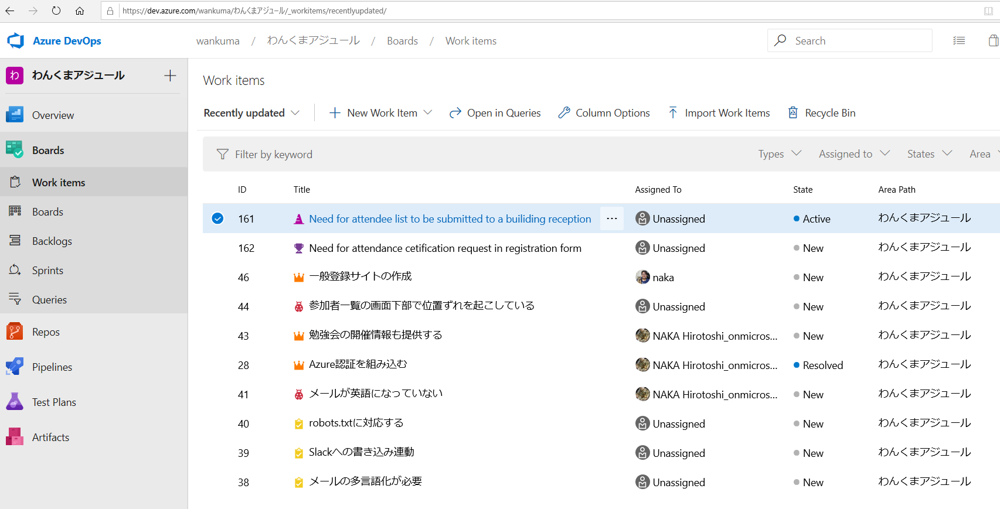 https://dev.azure.com/wankuma/わんくまアジュール/_workitems/recentlyupdated/
Azure DevOps
wankuma / わんくまアジュール / Boards / Work items
Search
わ わんくまアジュール
Overview
Boards
Work items
Boards
Backlogs
Sprints
Queries
Repos
Pipelines
Test Plans
Artifacts
Work items
Recently updated New Work Item Open in Queries Column Options Import Work Items Recycle Bin
Filter by keyword Types Assigned to States Area
ID Title Assigned To State Area Path
161 Need for attendee list to be submitted to a builiding reception ... Unassigned Active わんくまアジュール
162 Need for attendance cetification request in registration form Unassigned New わんくまアジュール
46 一般登録サイトの作成 naka New わんくまアジュール
44 参加者一覧の画面下部で位置ずれを起こしている Unassigned New わんくまアジュール
43 勉強会の開催情報も提供する NAKA Hirotoshi_onmicros... New わんくまアジュール
28 Azure認証を組み込む NAKA Hirotoshi_onmicros... Resolved わんくまアジュール
41 メールが英語になっていない NAKA Hirotoshi_onmicros... New わんくまアジュール
40 robots.txtに対応する Unassigned New わんくまアジュール
39 Slackへの書き込み連動 Unassigned New わんくまアジュール
38 メールの多言語化が必要 Unassigned New わんくまアジュール